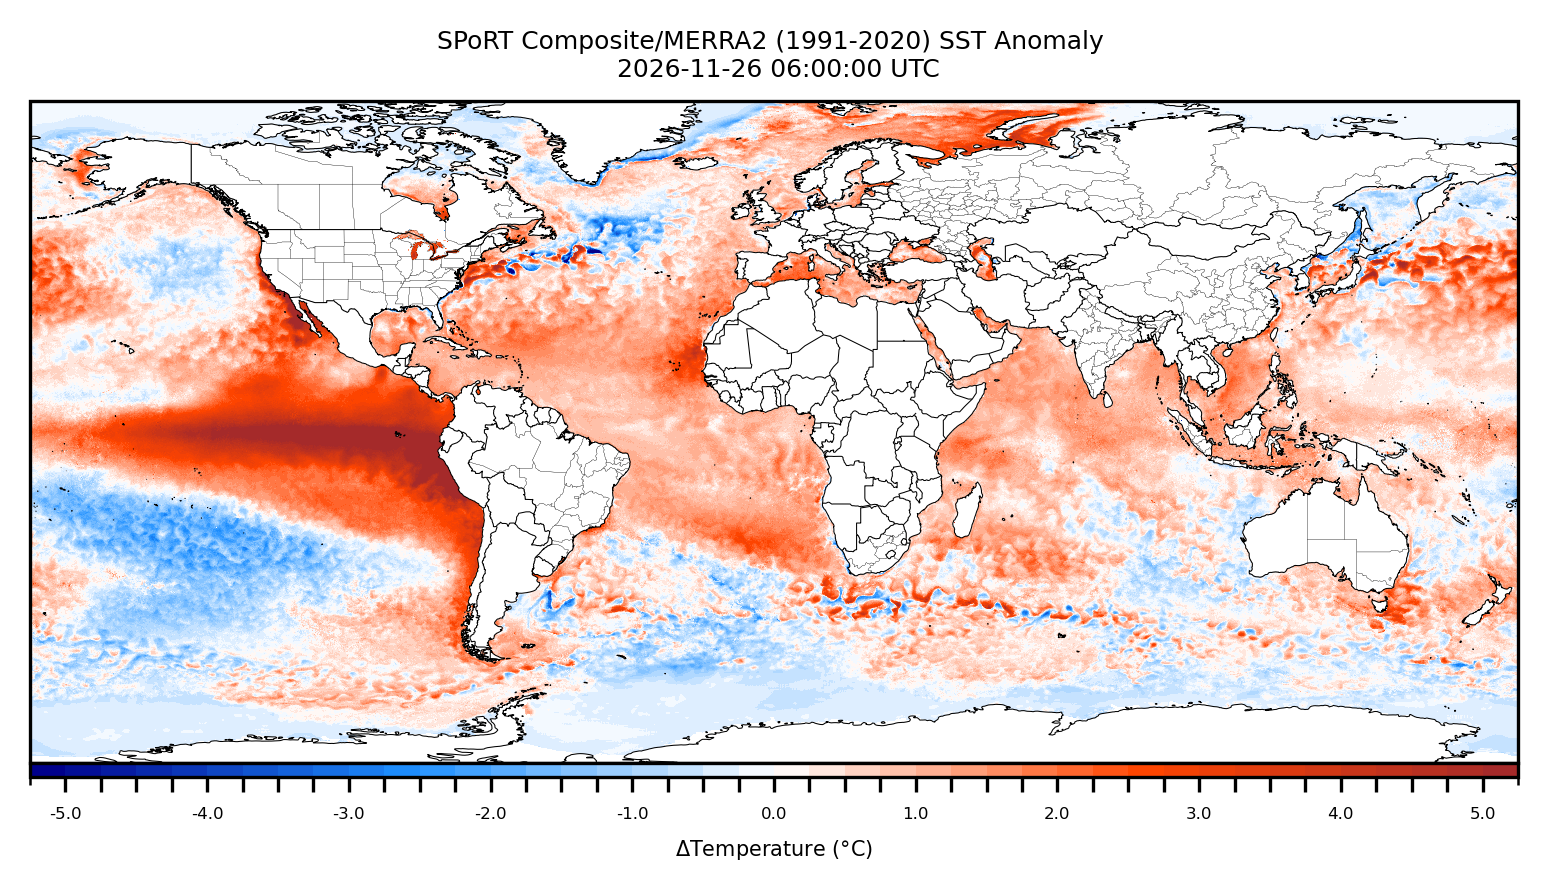 SPoRT Composite/MERRA2 (1991-2020) SST Anomaly
2026-11-26 06:00:00 UTC
-5.0 -4.0 -3.0 -2.0 -1.0 0.0 1.0 2.0 3.0 4.0 5.0
ΔTemperature (°C)